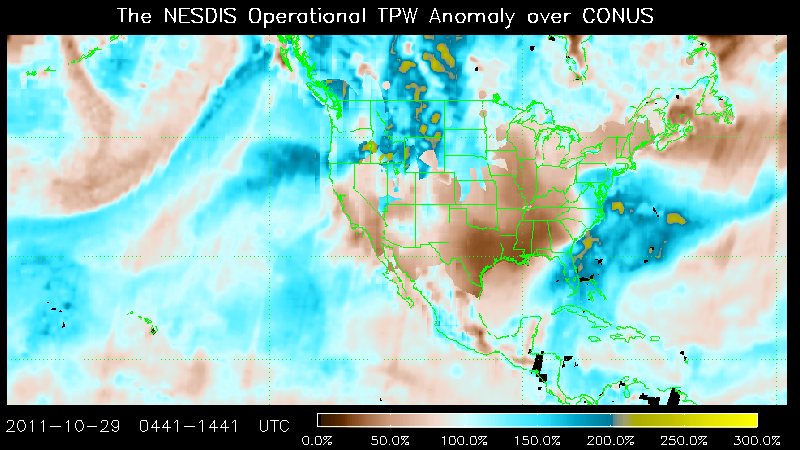 The NESDIS Operational TPW Anomaly over CONUS
2011-10-29 0441-1441 UTC
0.0% 50.0% 100.0% 150.0% 200.0% 250.0% 300.0%